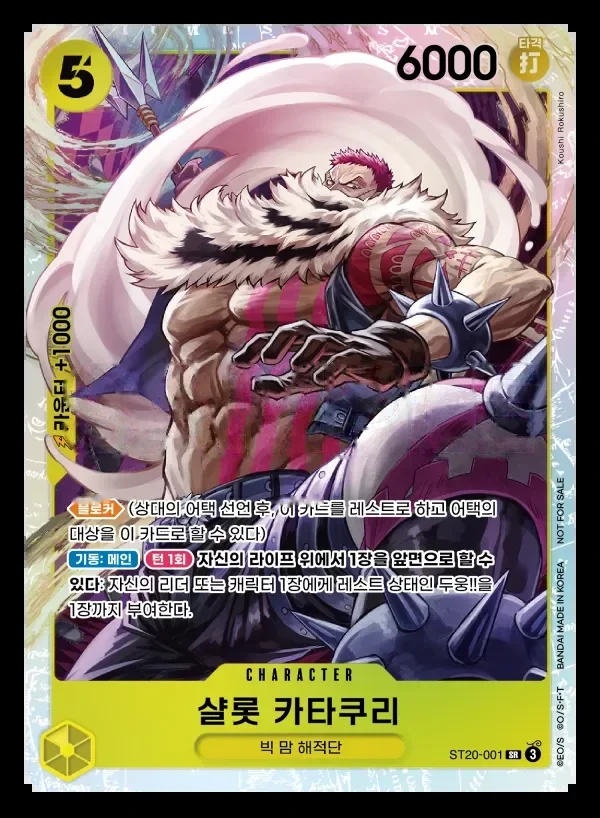 5
6000
타격
打
Koushi Rokushiro
카운터 +1000
블로커 (상대의 어택 선언 후, 이 카드를 레스트로 하고 어택의
대상을 이 카드로 할 수 있다)
기동: 메인 턴 1회 자신의 라이프 위에서 1장을 앞면으로 할 수
있다: 자신의 리더 또는 캐릭터 1장에게 레스트 상태인 두웅!!을
1장까지 부여한다.
CHARACTER
샬롯 카타쿠리
빅 맘 해적단
ST20-001 SR 3
©EO/S ©O/S·F·T BANDAI MADE IN KOREA NOT FOR SALE